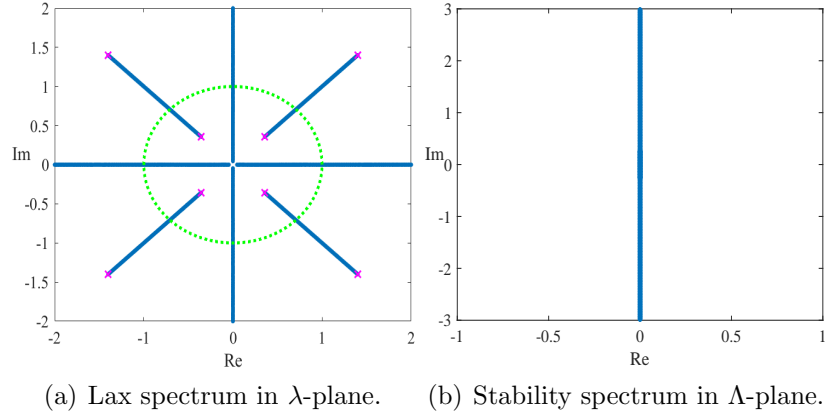 2
1.5
1
0.5
Im
0
-0.5
-1
-1.5
-2
-2 -1 0 1 2
Re
3
2
1
Im
0
-1
-2
-3
-1 -0.5 0 0.5 1
Re
(a) Lax spectrum in λ-plane.
(b) Stability spectrum in Λ-plane.